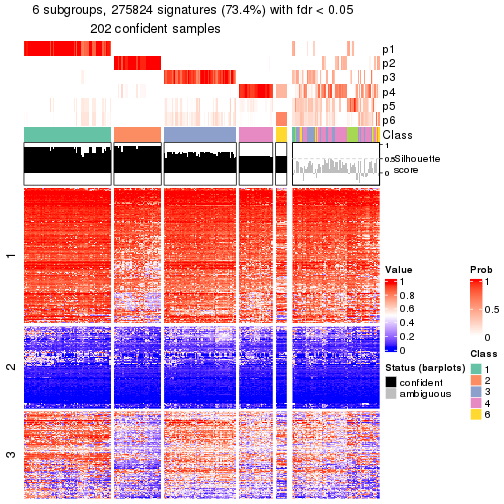 6 subgroups, 275824 signatures (73.4%) with fdr < 0.05
202 confident samples
p1
p2
p3
p4
p5
p6
Class
1
0.5
0
Silhouette
score
1
2
3
Value
1
0.8
0.6
0.4
0.2
0
Status (barplots)
confident
ambiguous
Prob
1
0.5
0
Class
1
2
3
4
6